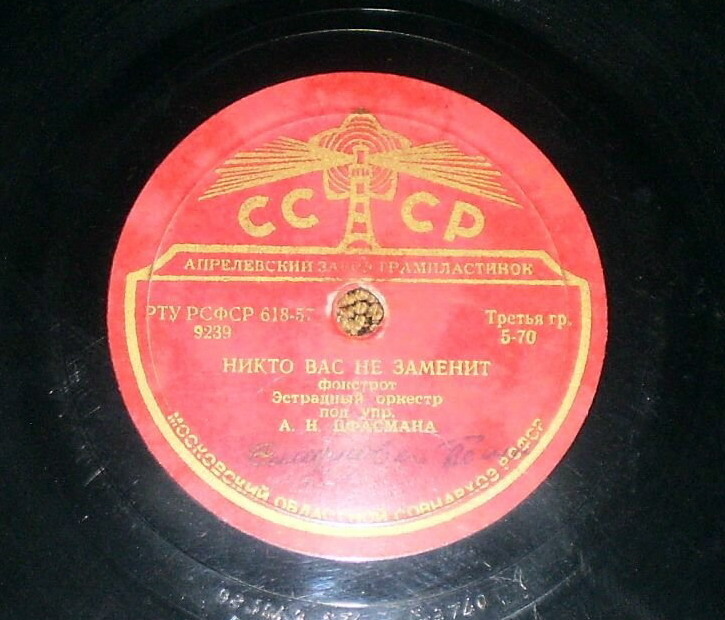 СССР
АПРЕЛЕВСКИЙ ЗАВОД ГРАМПЛАСТИНОК
РТУ РСФСР 618-57
9239
Третья гр.
5-70
НИКТО ВАС НЕ ЗАМЕНИТ
фокстрот
Эстрадный оркестр
под упр.
А. Н. ЦФАСМАНА
МОСКОВСКИЙ ОБЛАСТНОЙ СОВНАРХОЗ РСФСР